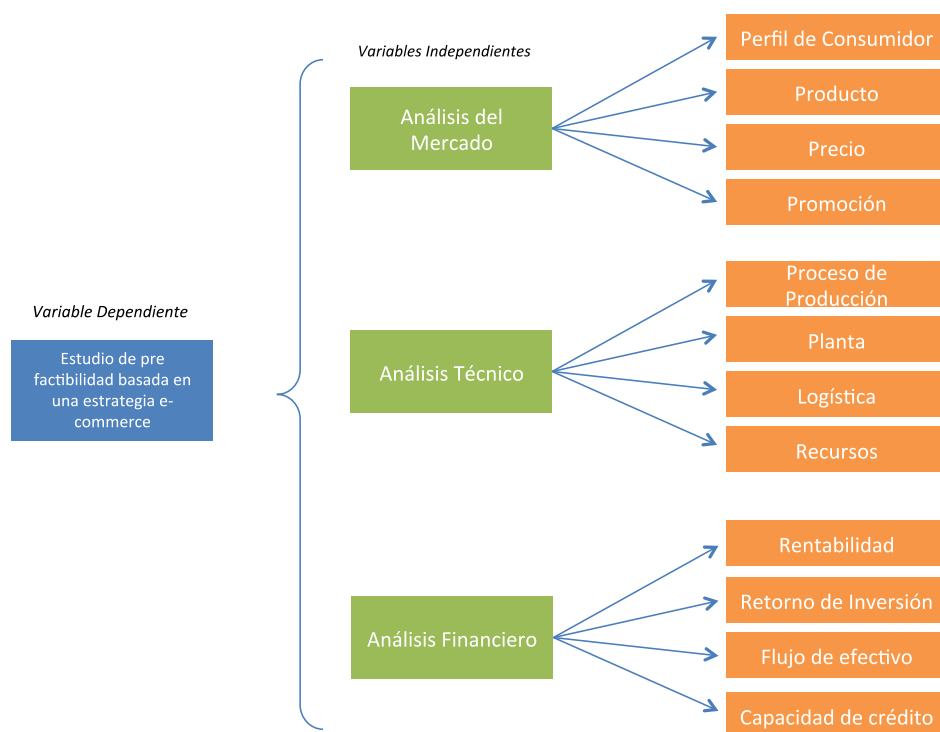 Variable Dependiente
Estudio de pre
factibilidad basada en
una estrategia e-
commerce
Variables Independientes
Análisis del
Mercado
Perfil de Consumidor
Producto
Precio
Promoción
Análisis Técnico
Proceso de
Producción
Planta
Logística
Recursos
Análisis Financiero
Rentabilidad
Retorno de Inversión
Flujo de efectivo
Capacidad de crédito